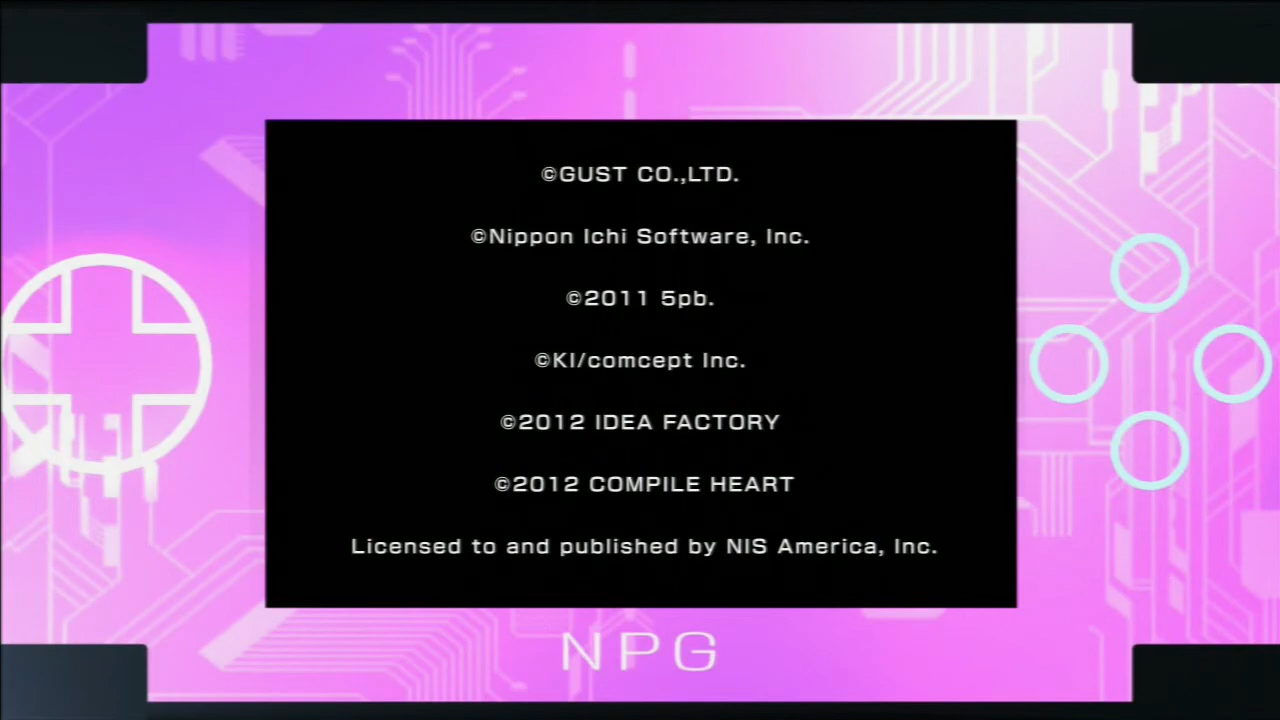 ©GUST CO.,LTD.
©Nippon Ichi Software, Inc.
©2011 5pb.
©KI/comcept Inc.
©2012 IDEA FACTORY
©2012 COMPILE HEART
Licensed to and published by NIS America, Inc.
NPG